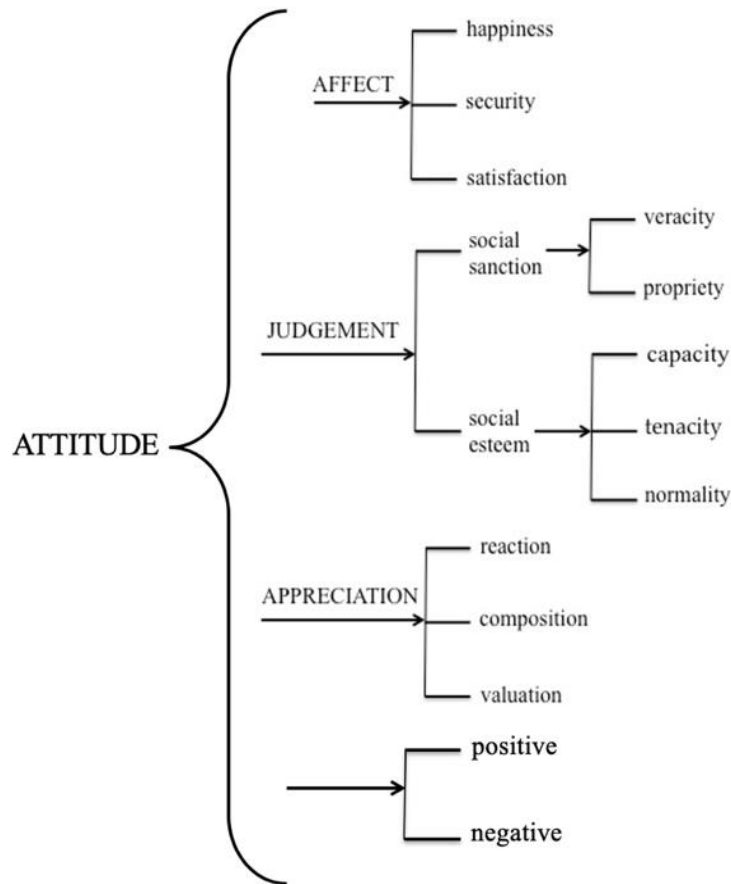 happiness
AFFECT
security
satisfaction
social
sanction
veracity
propriety
JUDGEMENT
social
esteem
capacity
tenacity
normality
ATTITUDE
reaction
APPRECIATION
composition
valuation
positive
negative